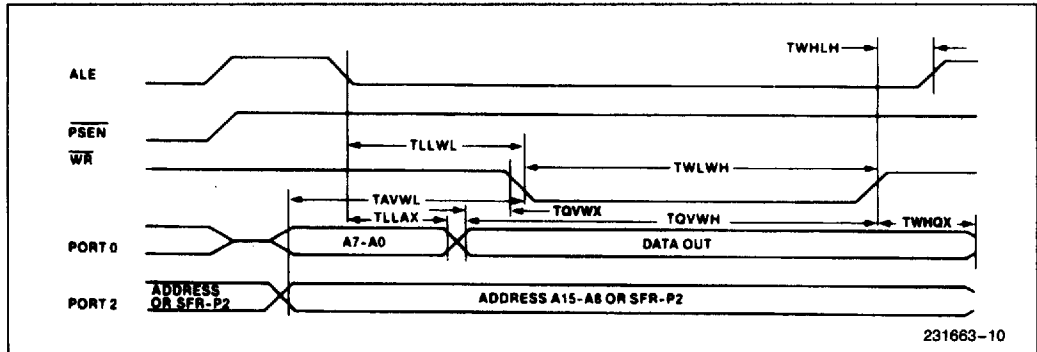 TWHLH
ALE
PSEN
TLLWL
WR
TWLWH
TAVWL
TQVWX
TLLAX
TQVWH
TWHQX
PORT 0
A7-A0
DATA OUT
ADDRESS
OR SFR-P2
PORT 2
ADDRESS A15-A8 OR SFR-P2
231663-10